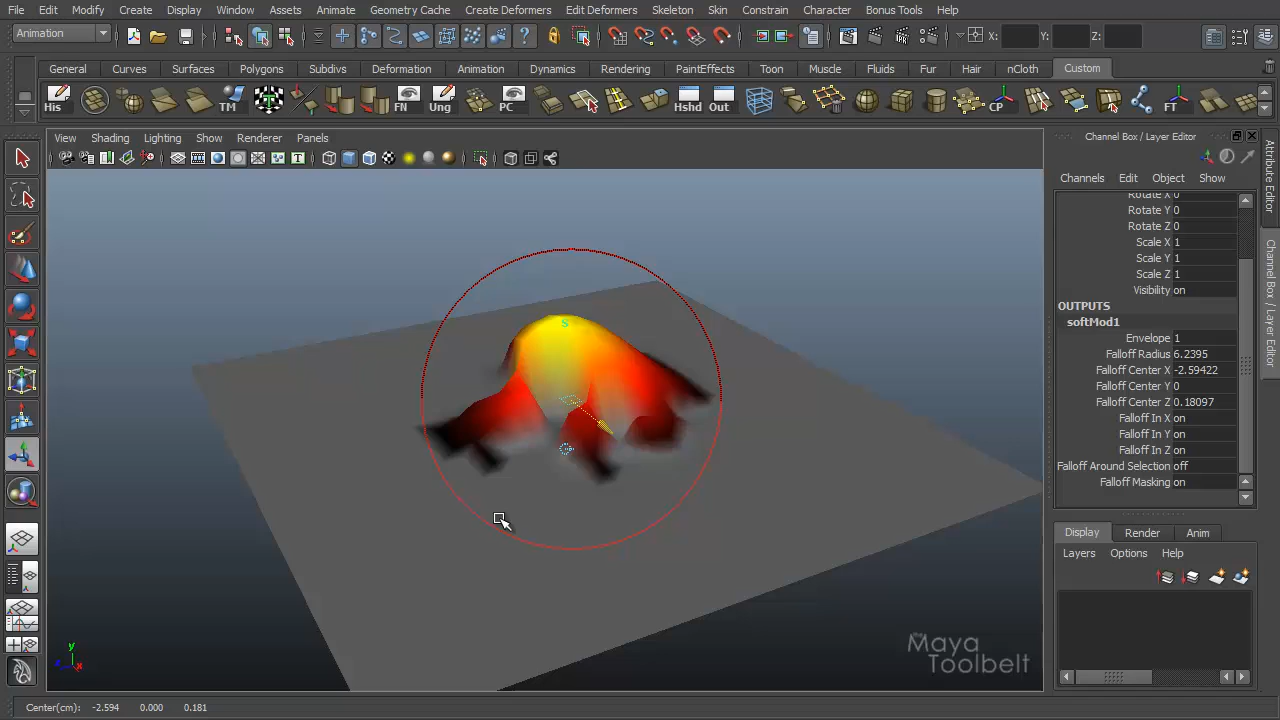 File Edit Modify Create Display Window Assets Animate Geometry Cache Create Deformers Edit Deformers Skeleton Skin Constrain Character Bonus Tools Help
Animation X: Y: Z:
General Curves Surfaces Polygons Subdivs Deformation Animation Dynamics Rendering PaintEffects Toon Muscle Fluids Fur Hair nCloth Custom
His TM FN Ung PC Hshd Out CP FT
View Shading Lighting Show Renderer Panels
Channel Box / Layer Editor
Channels Edit Object Show
Rotate X 0
Rotate Y 0
Rotate Z 0
Scale X 1
Scale Y 1
Scale Z 1
Visibility on
OUTPUTS
softMod1
Envelope 1
Falloff Radius 6.2395
Falloff Center X -2.59422
Falloff Center Y 0
Falloff Center Z 0.18097
Falloff In X on
Falloff In Y on
Falloff In Z on
Falloff Around Selection off
Falloff Masking on
Display Render Anim
Layers Options Help
Attribute Editor
Channel Box / Layer Editor
S
y
z x
the Maya
Toolbelt
Center(cm): -2.594 0.000 0.181